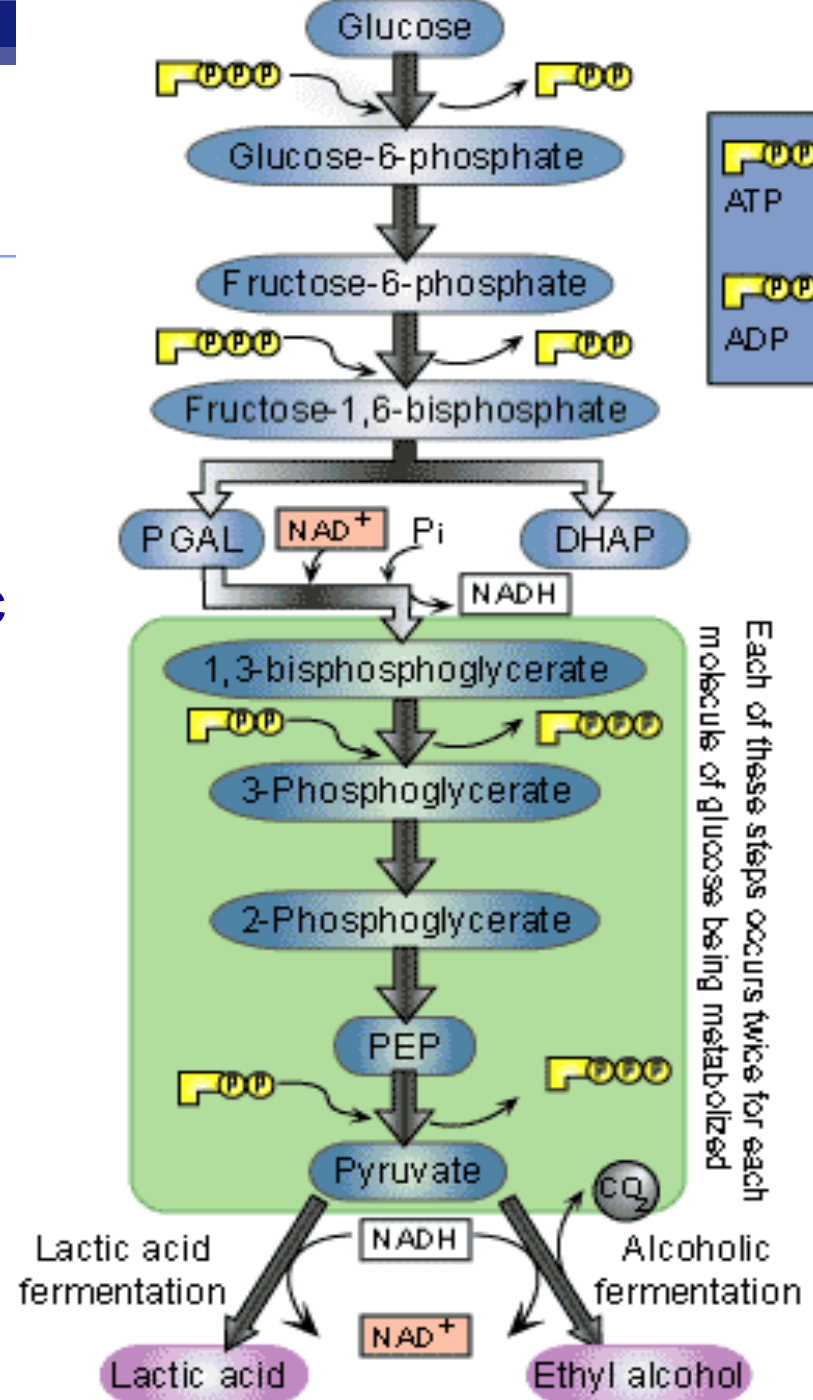 Glucose
P P P
P P
Glucose-6-phosphate
P P
ATP
Fructose-6-phosphate
P P
ADP
P P P
P P
Fructose-1,6-bisphosphate
PGAL
NAD+
Pi
DHAP
NADH
1,3-bisphosphoglycerate
P P
P P P
3-Phosphoglycerate
2-Phosphoglycerate
PEP
P P
P P P
Pyruvate
CO2
Each of these steps occurs twice for each
molecule of glucose being metabolized
Lactic acid
fermentation
NADH
Alcoholic
fermentation
NAD+
Lactic acid
Ethyl alcohol